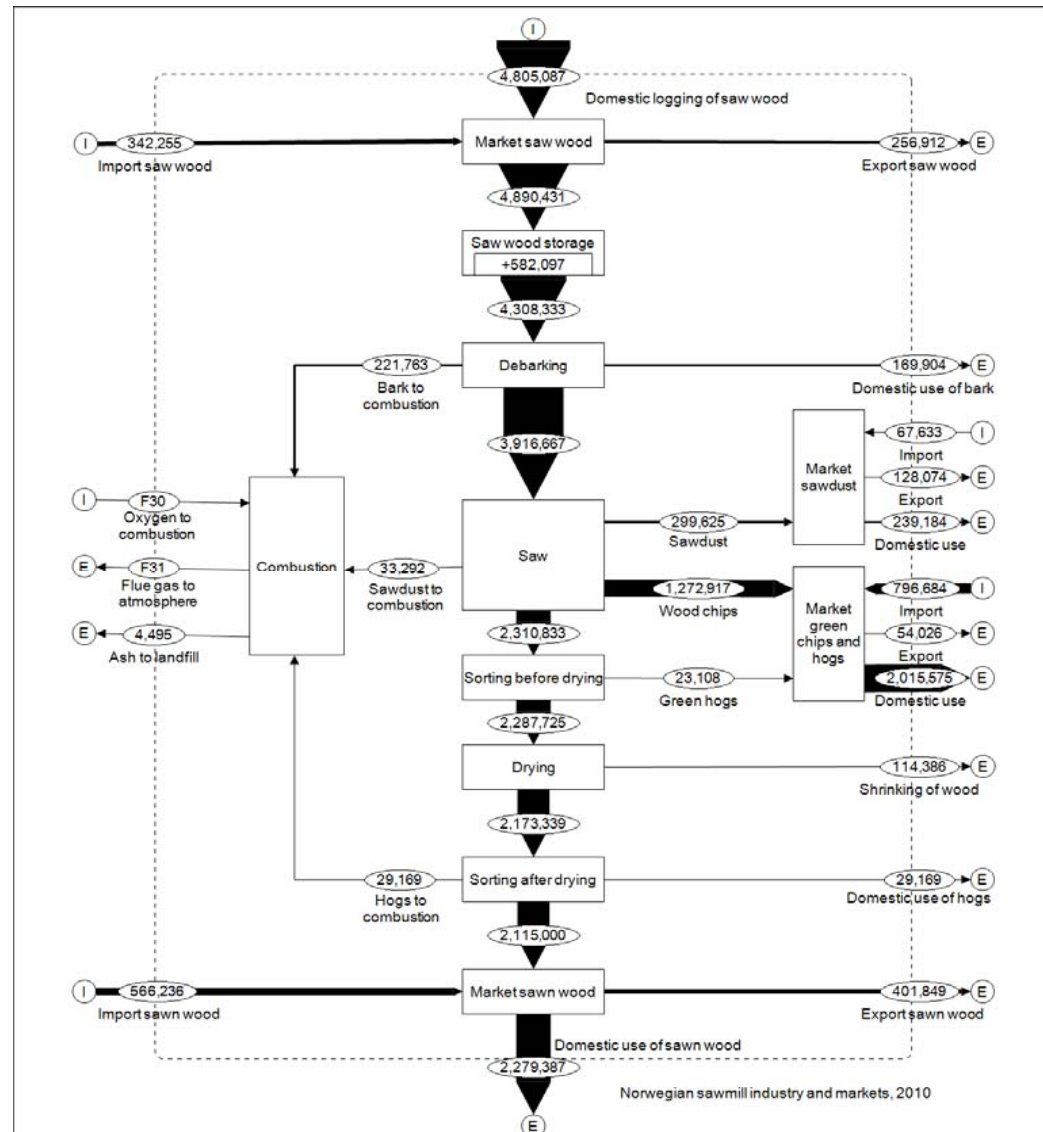 I
4,805,087
Domestic logging of saw wood
I
342,255
Import saw wood
Market saw wood
256,912
E
Export saw wood
4,890,431
Saw wood storage
+582,097
4,308,333
221,763
Bark to
combustion
Debarking
169,904
E
Domestic use of bark
3,916,667
67,633
I
Import
Market
sawdust
128,074
E
Export
239,184
E
Domestic use
I
F30
Oxygen to
combustion
E
F31
Flue gas to
atmosphere
E
4,495
Ash to landfill
Combustion
33,292
Sawdust to
combustion
Saw
299,625
Sawdust
1,272,917
Wood chips
Market
green
chips and
hogs
796,684
I
Import
54,026
E
Export
2,015,575
E
Domestic use
2,310,833
Sorting before drying
23,108
Green hogs
2,287,725
Drying
114,386
E
Shrinking of wood
2,173,339
29,169
Hogs to
combustion
Sorting after drying
29,169
E
Domestic use of hogs
2,115,000
I
566,236
Import sawn wood
Market sawn wood
401,849
E
Export sawn wood
Domestic use of sawn wood
2,279,387
Norwegian sawmill industry and markets, 2010
E